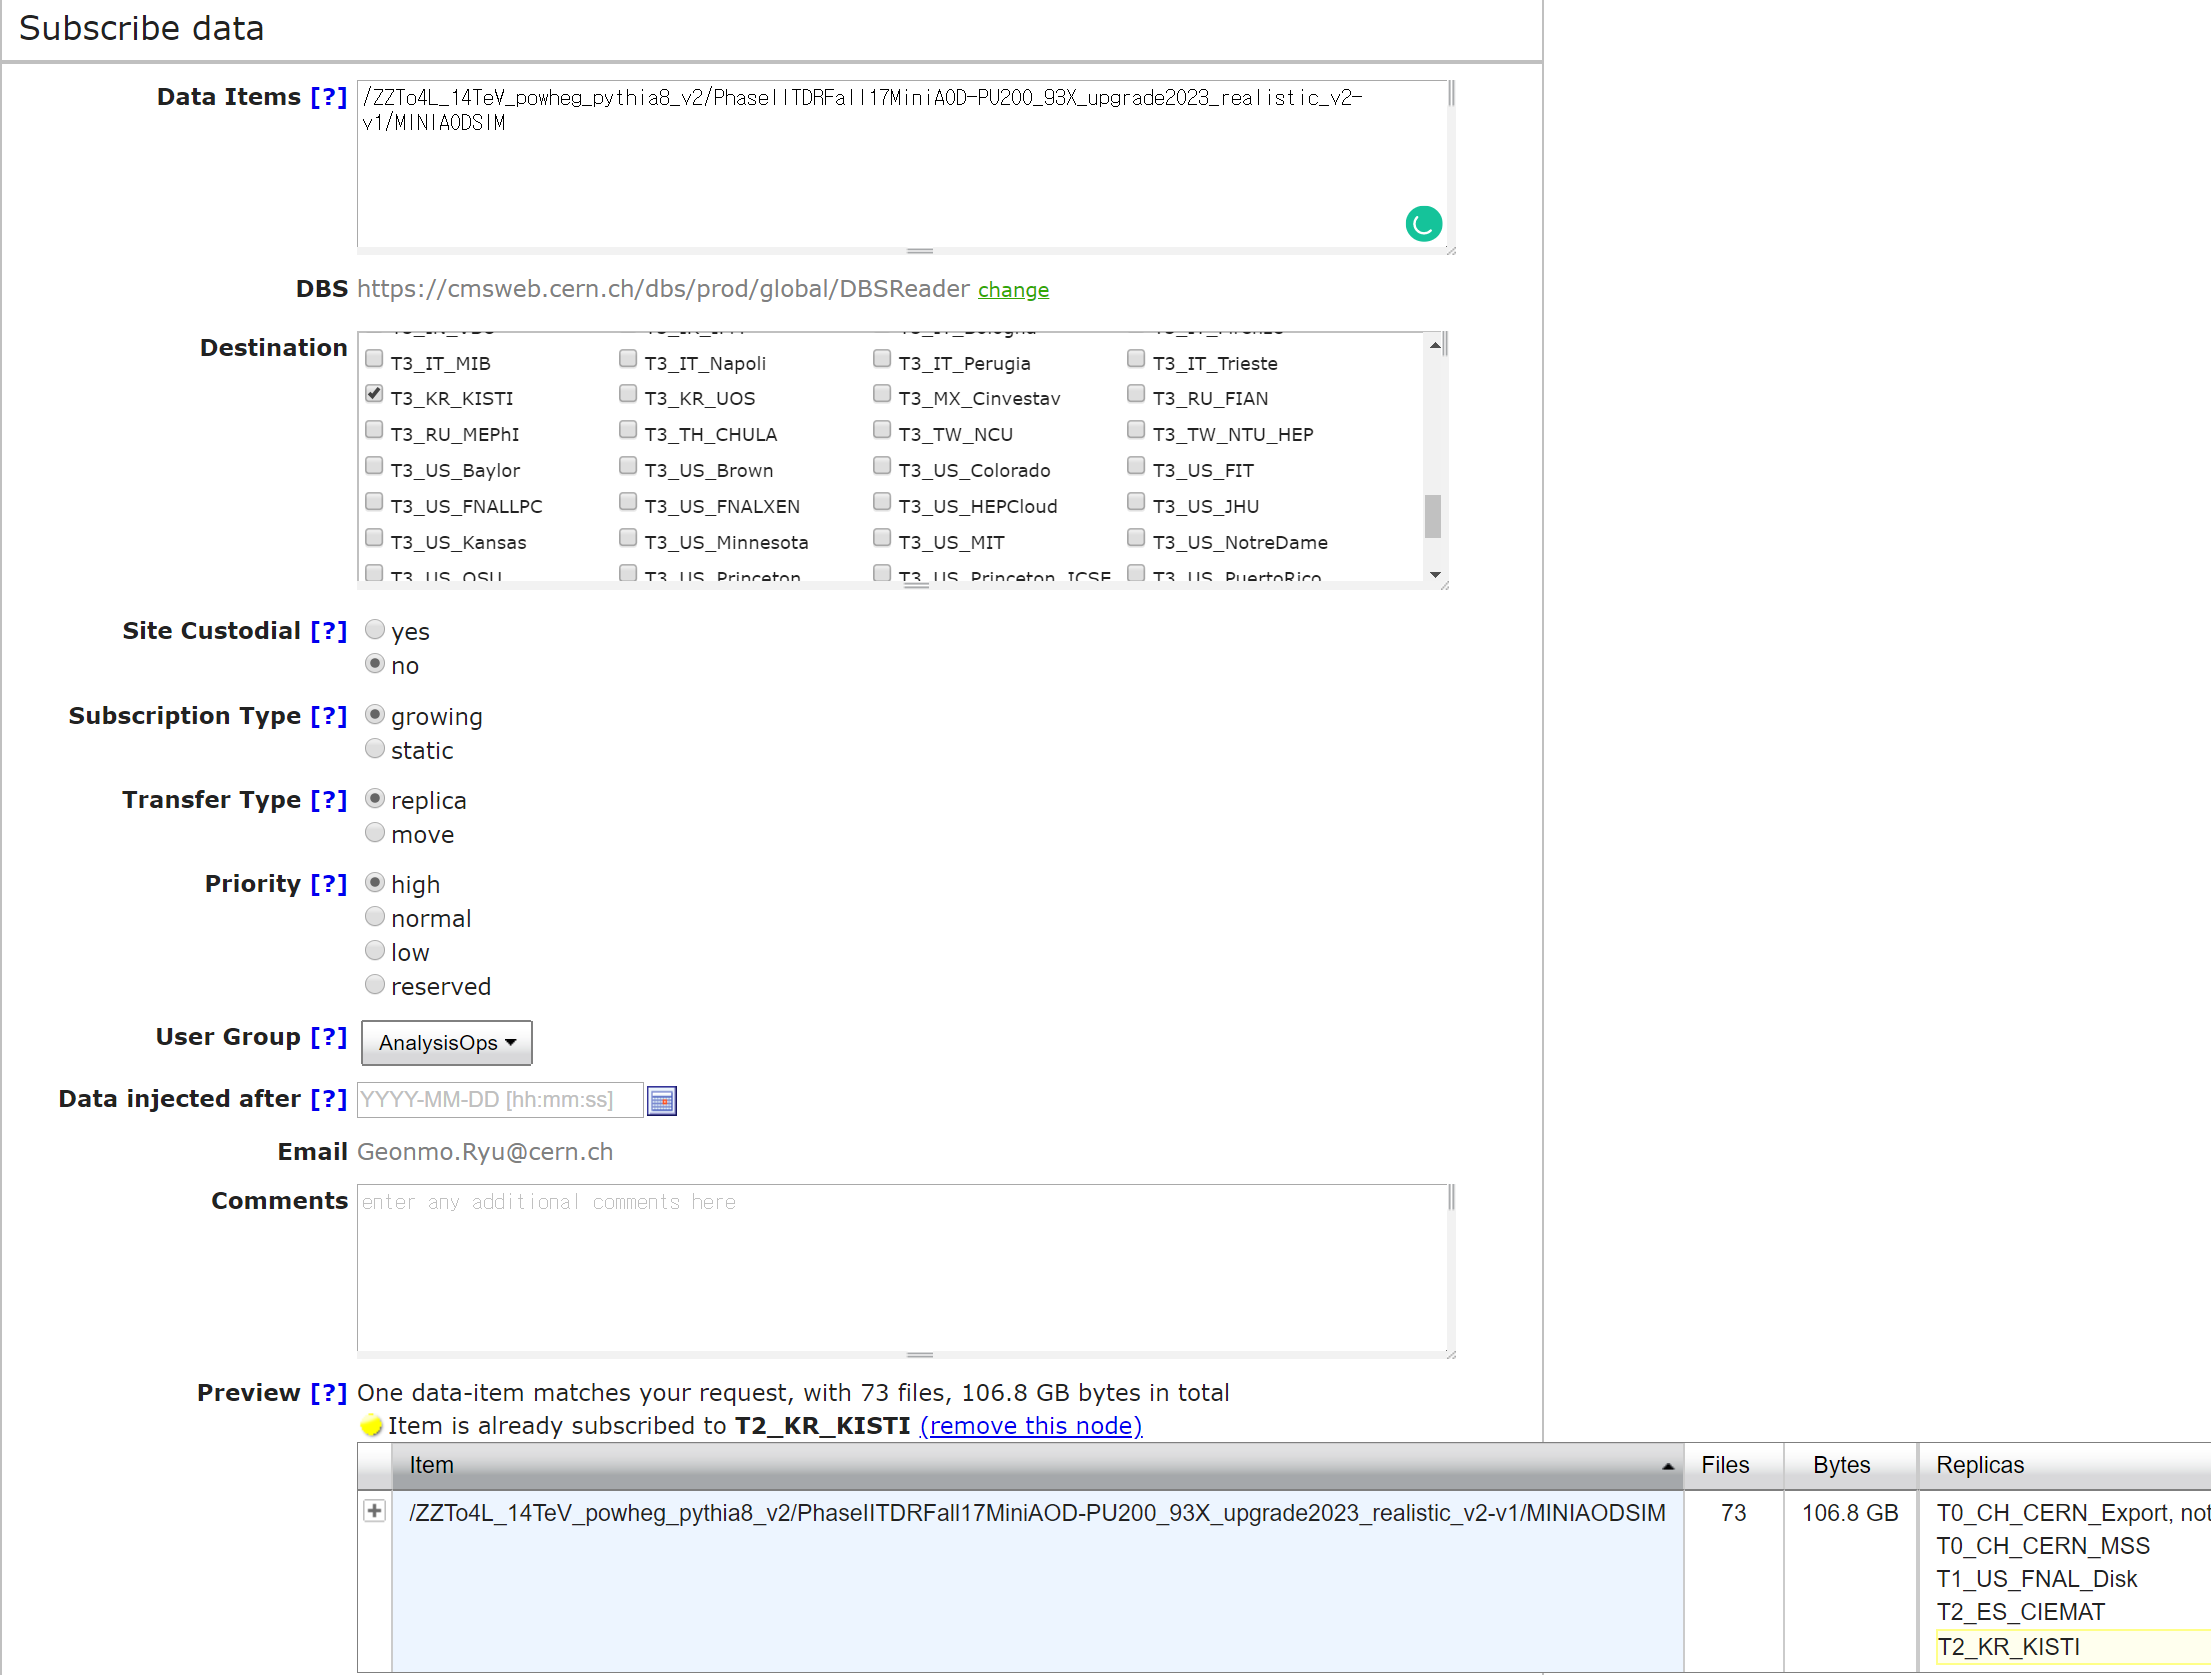 Subscribe data
Data Items [?]
/ZZTo4L_14TeV_powheg_pythia8_v2/PhaseIITDRFall17MiniAOD-PU200_93X_upgrade2023_realistic_v2-
v1/MINIAODSIM
DBS https://cmsweb.cern.ch/dbs/prod/global/DBSReader change
Destination
T3_IT_MIB T3_IT_Napoli T3_IT_Perugia T3_IT_Trieste
T3_KR_KISTI T3_KR_UOS T3_MX_Cinvestav T3_RU_FIAN
T3_RU_MEPhI T3_TH_CHULA T3_TW_NCU T3_TW_NTU_HEP
T3_US_Baylor T3_US_Brown T3_US_Colorado T3_US_FIT
T3_US_FNALLPC T3_US_FNALXEN T3_US_HEPCloud T3_US_JHU
T3_US_Kansas T3_US_Minnesota T3_US_MIT T3_US_NotreDame
T3_US_OSU T3_US_Princeton T3_US_Princeton_ICSE T3_US_PuertoRico
Site Custodial [?] yes
no
Subscription Type [?] growing
static
Transfer Type [?] replica
move
Priority [?] high
normal
low
reserved
User Group [?] AnalysisOps
Data injected after [?] YYYY-MM-DD [hh:mm:ss]
Email Geonmo.Ryu@cern.ch
Comments enter any additional comments here
Preview [?] One data-item matches your request, with 73 files, 106.8 GB bytes in total
Item is already subscribed to T2_KR_KISTI (remove this node)
Item Files Bytes Replicas
/ZZTo4L_14TeV_powheg_pythia8_v2/PhaseIITDRFall17MiniAOD-PU200_93X_upgrade2023_realistic_v2-v1/MINIAODSIM 73 106.8 GB T0_CH_CERN_Export, not
T0_CH_CERN_MSS
T1_US_FNAL_Disk
T2_ES_CIEMAT
T2_KR_KISTI